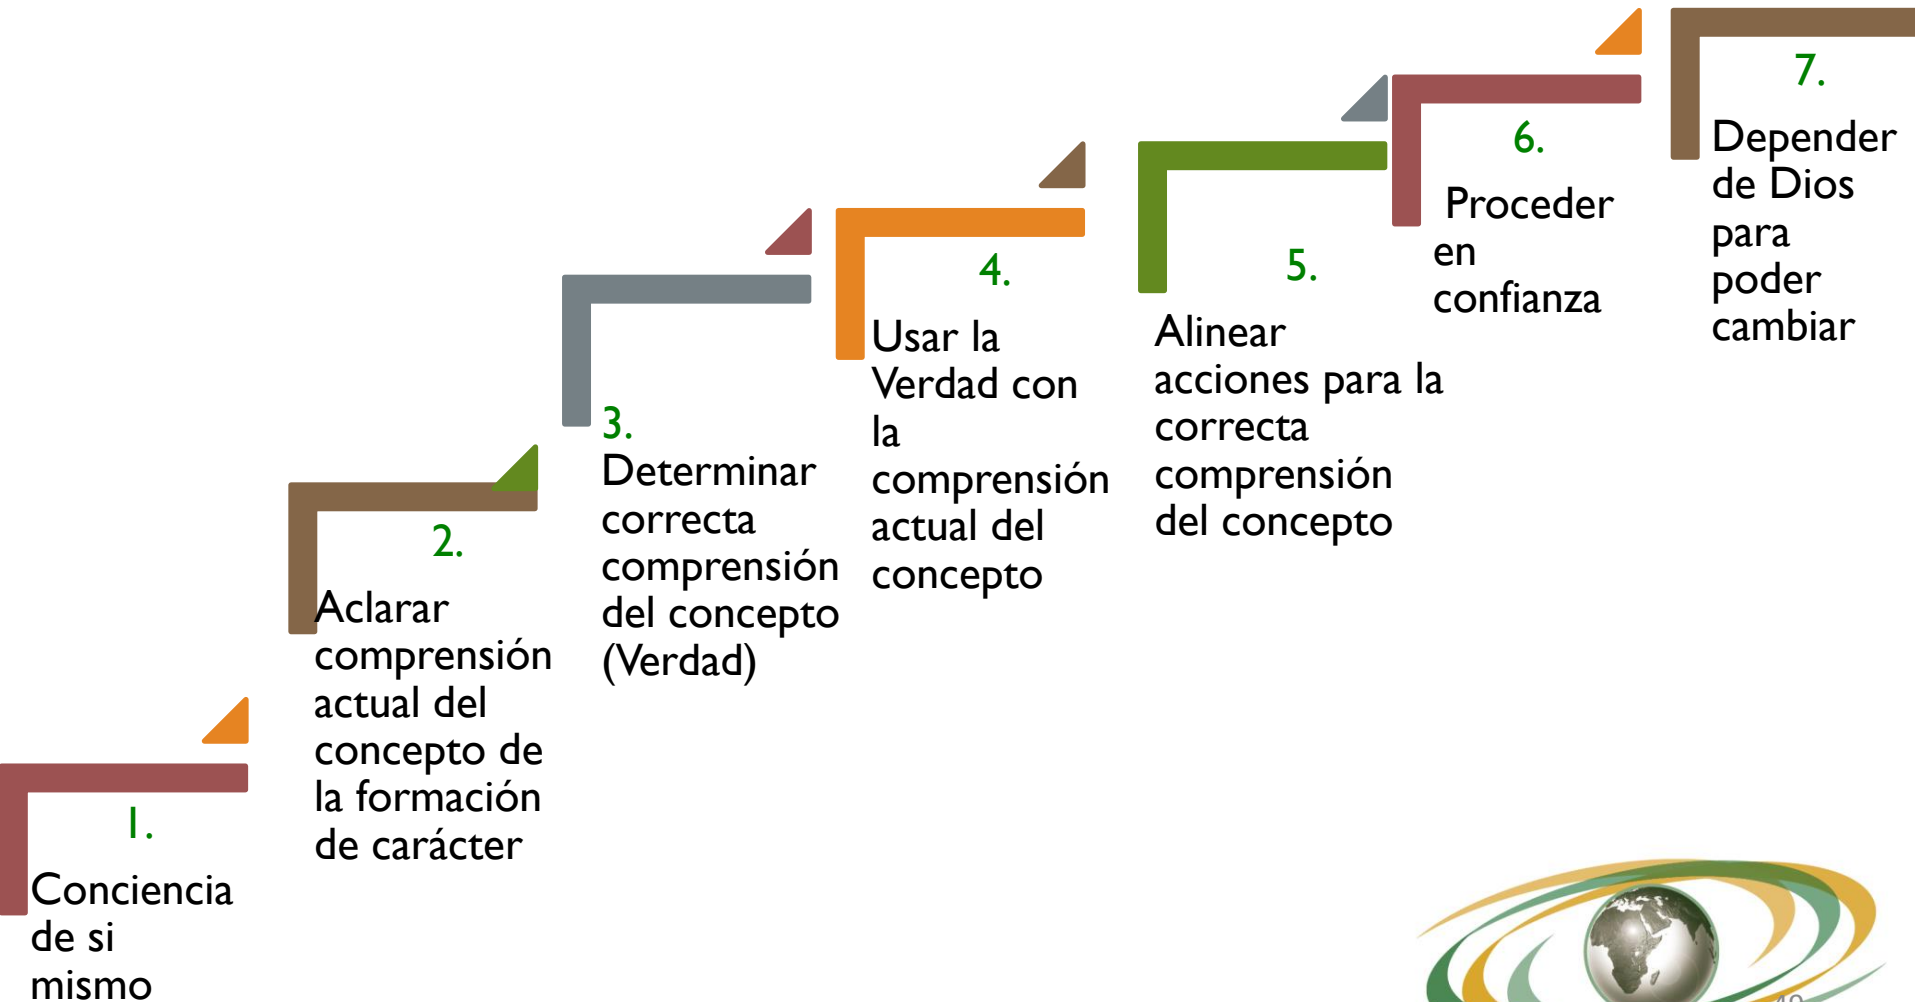 1.
Conciencia
de si
mismo
2.
Aclarar
comprensión
actual del
concepto de
la formación
de carácter
3.
Determinar
correcta
comprensión
del concepto
(Verdad)
4.
Usar la
Verdad con
la
comprensión
actual del
concepto
5.
Alinear
acciones para la
correcta
comprensión
del concepto
6.
Proceder
en
confianza
7.
Depender
de Dios
para
poder
cambiar